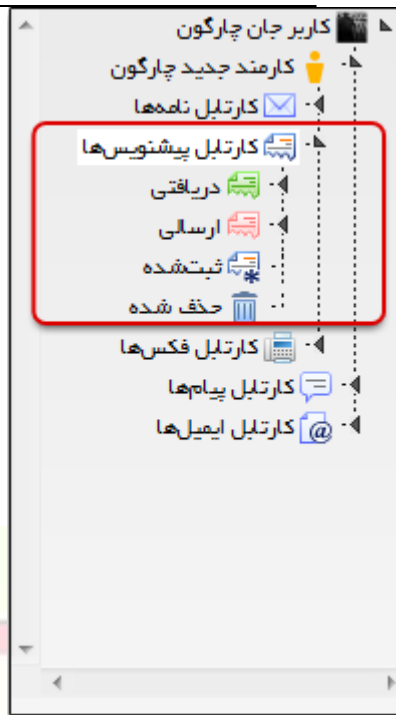 کاربر جان چارگون
کارمند جدید چارگون
کارتابل نامه‌ها
کارتابل پیشنویس‌ها
دریافتی
ارسالی
ثبت‌شده
حذف شده
کارتابل فکس‌ها
کارتابل پیام‌ها
کارتابل ایمیل‌ها